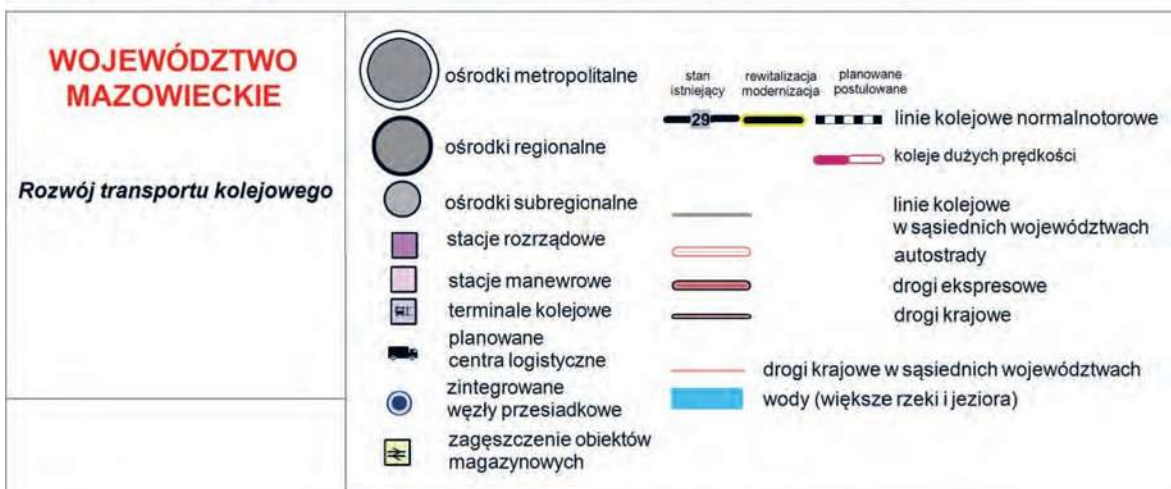 WOJEWÓDZTWO
MAZOWIECKIE
Rozwój transportu kolejowego
ośrodki metropolitalne
ośrodki regionalne
ośrodki subregionalne
stacje rozrządowe
stacje manewrowe
terminale kolejowe
planowane
centra logistyczne
zintegrowane
węzły przesiadkowe
zagęszczenie obiektów
magazynowych
stan
istniejący
rewitalizacja
modernizacja
planowane
postulowane
29
linie kolejowe normalnotorowe
koleje dużych prędkości
linie kolejowe
w sąsiednich województwach
autostrady
drogi ekspresowe
drogi krajowe
drogi krajowe w sąsiednich województwach
wody (większe rzeki i jeziora)